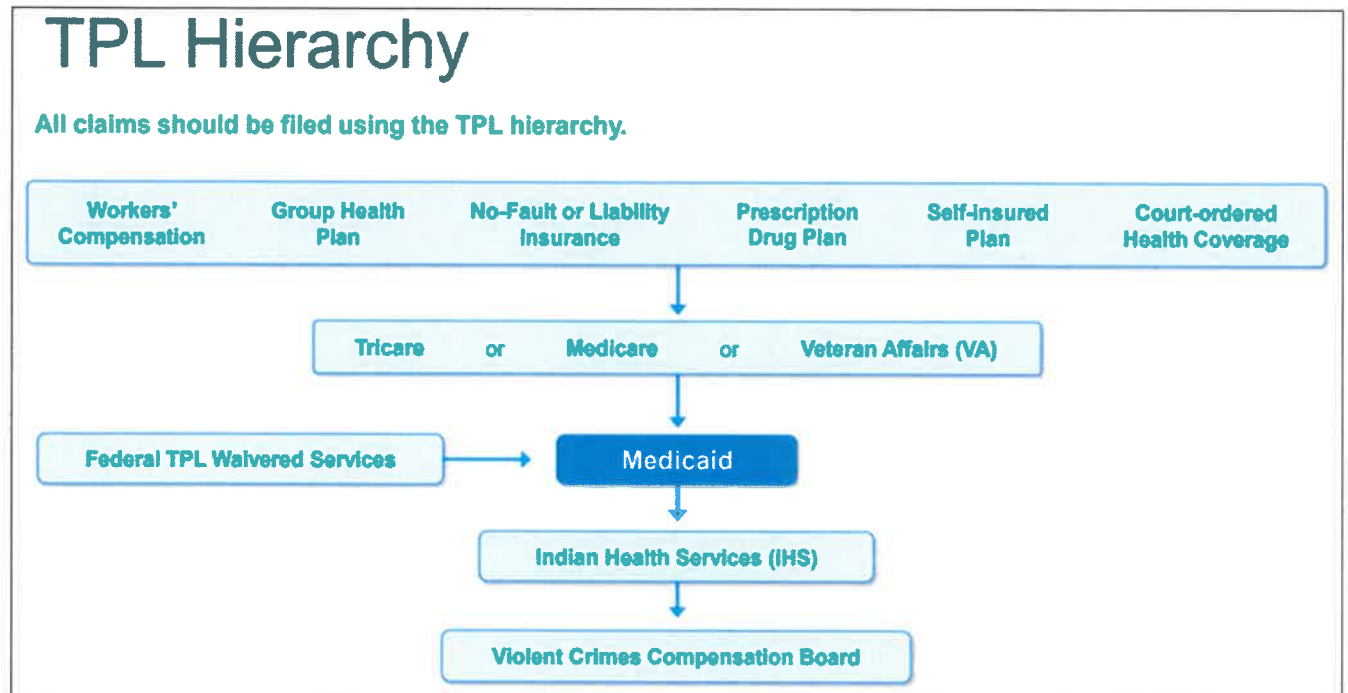 TPL Hierarchy
All claims should be filed using the TPL hierarchy.
Workers' Compensation
Group Health Plan
No-Fault or Liability Insurance
Prescription Drug Plan
Self-insured Plan
Court-ordered Health Coverage
Tricare or Medicare or Veteran Affairs (VA)
Federal TPL Waivered Services
Medicaid
Indian Health Services (IHS)
Violent Crimes Compensation Board